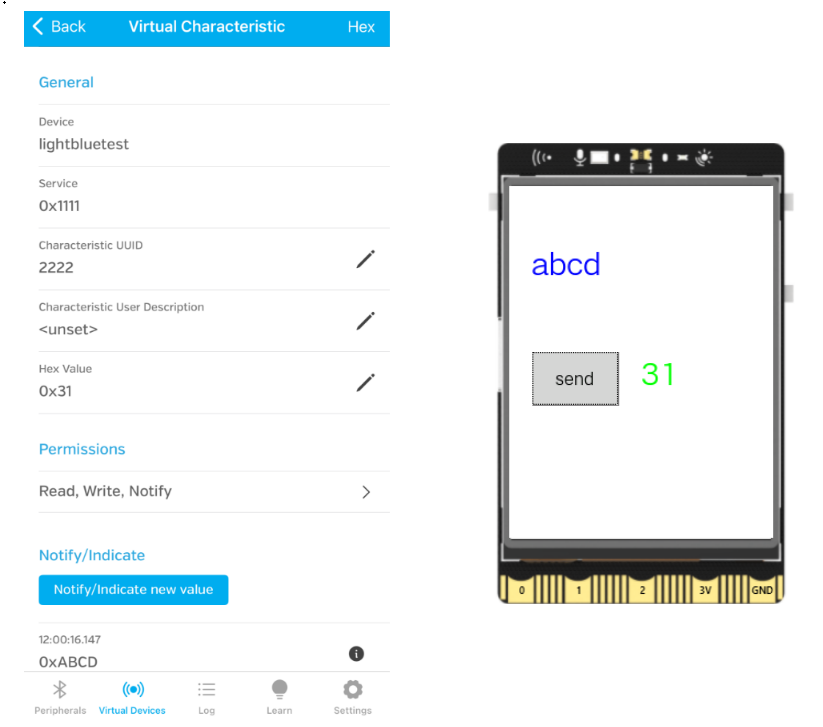 Back Virtual Characteristic Hex
General
Device
lightbluetest
Service
0x1111
Characteristic UUID
2222
Characteristic User Description
<unset>
Hex Value
0x31
Permissions
Read, Write, Notify
Notify/Indicate
Notify/Indicate new value
12:00:16.147
0xABCD
Peripherals Virtual Devices Log Learn Settings
abcd
send 31
0 1 2 3V GND